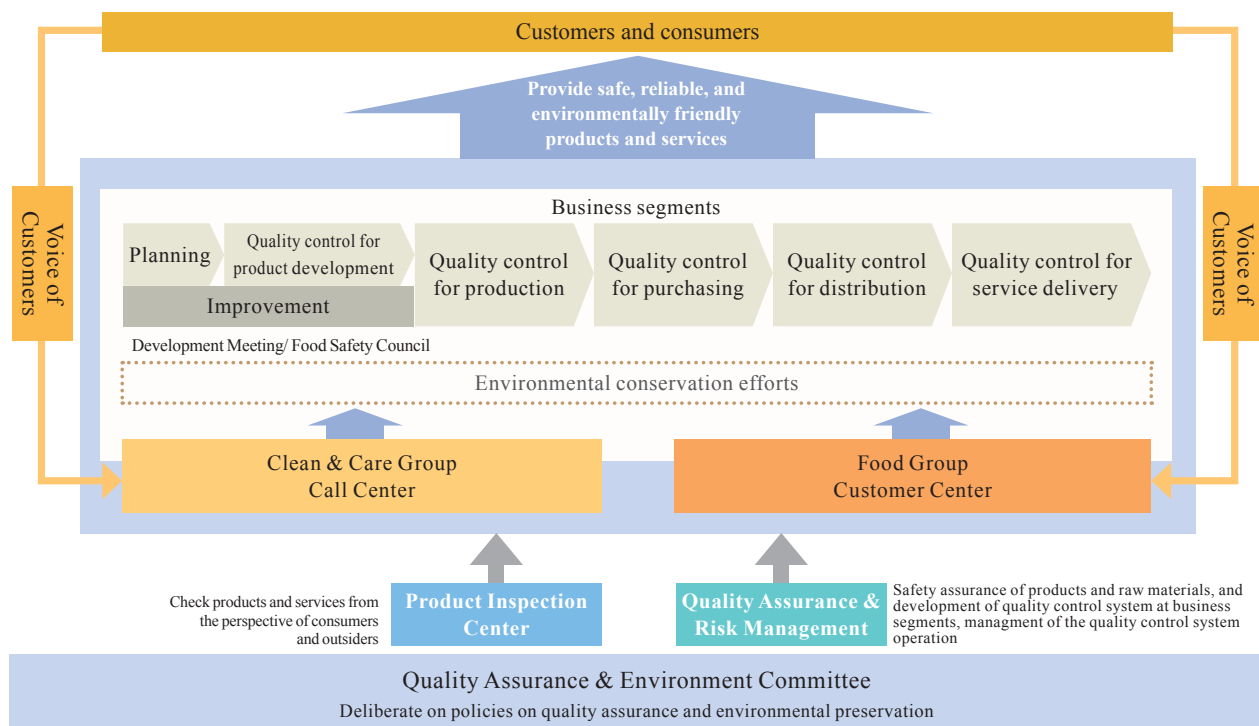 Customers and consumers
Provide safe, reliable, and
environmentally friendly
products and services
Voice of
Customers
Voice of
Customers
Business segments
Planning
Quality control for
product development
Improvement
Quality control
for production
Quality control
for purchasing
Quality control
for distribution
Quality control for
service delivery
Development Meeting/ Food Safety Council
Environmental conservation efforts
Clean & Care Group
Call Center
Food Group
Customer Center
Check products and services from
the perspective of consumers
and outsiders
Product Inspection
Center
Quality Assurance &
Risk Management
Safety assurance of products and raw materials, and
development of quality control system at business
segments, managment of the quality control system
operation
Quality Assurance & Environment Committee
Deliberate on policies on quality assurance and environmental preservation